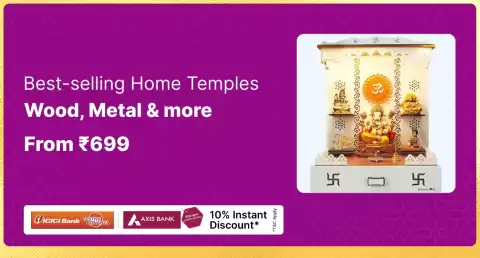 Best-selling Home Temples
Wood, Metal & more
From ₹699
ॐ
ICICI Bank
AXIS BANK
10% Instant
Discount*
*T&C Apply